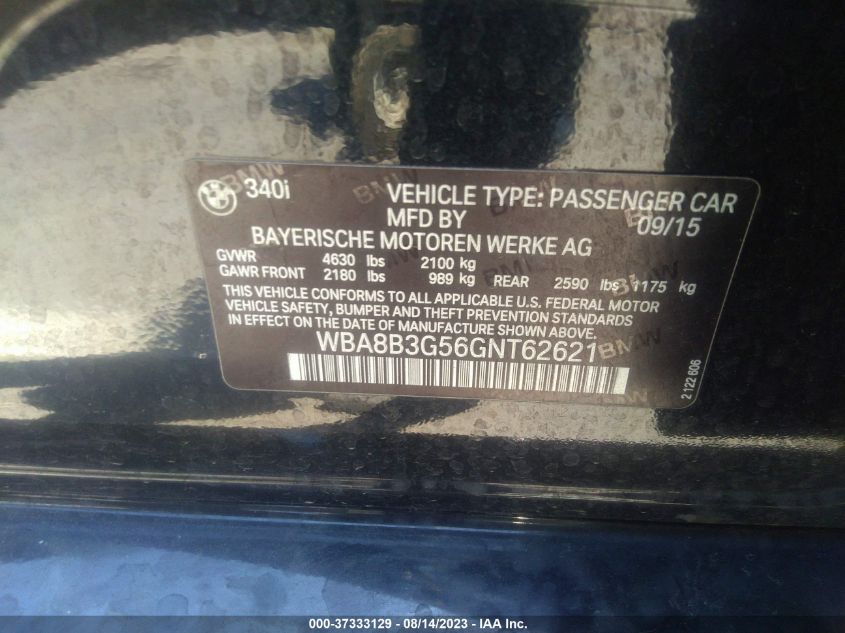 BMW 340i VEHICLE TYPE: PASSENGER CAR
MFD BY 09/15
BAYERISCHE MOTOREN WERKE AG
GVWR 4630 lbs 2100 kg
GAWR FRONT 2180 lbs 989 kg REAR 2590 lbs 1175 kg
THIS VEHICLE CONFORMS TO ALL APPLICABLE U.S. FEDERAL MOTOR
VEHICLE SAFETY, BUMPER AND THEFT PREVENTION STANDARDS
IN EFFECT ON THE DATE OF MANUFACTURE SHOWN ABOVE.
WBA8B3G56GNT62621
2 122 606
000-37333129 - 08/14/2023 - IAA Inc.